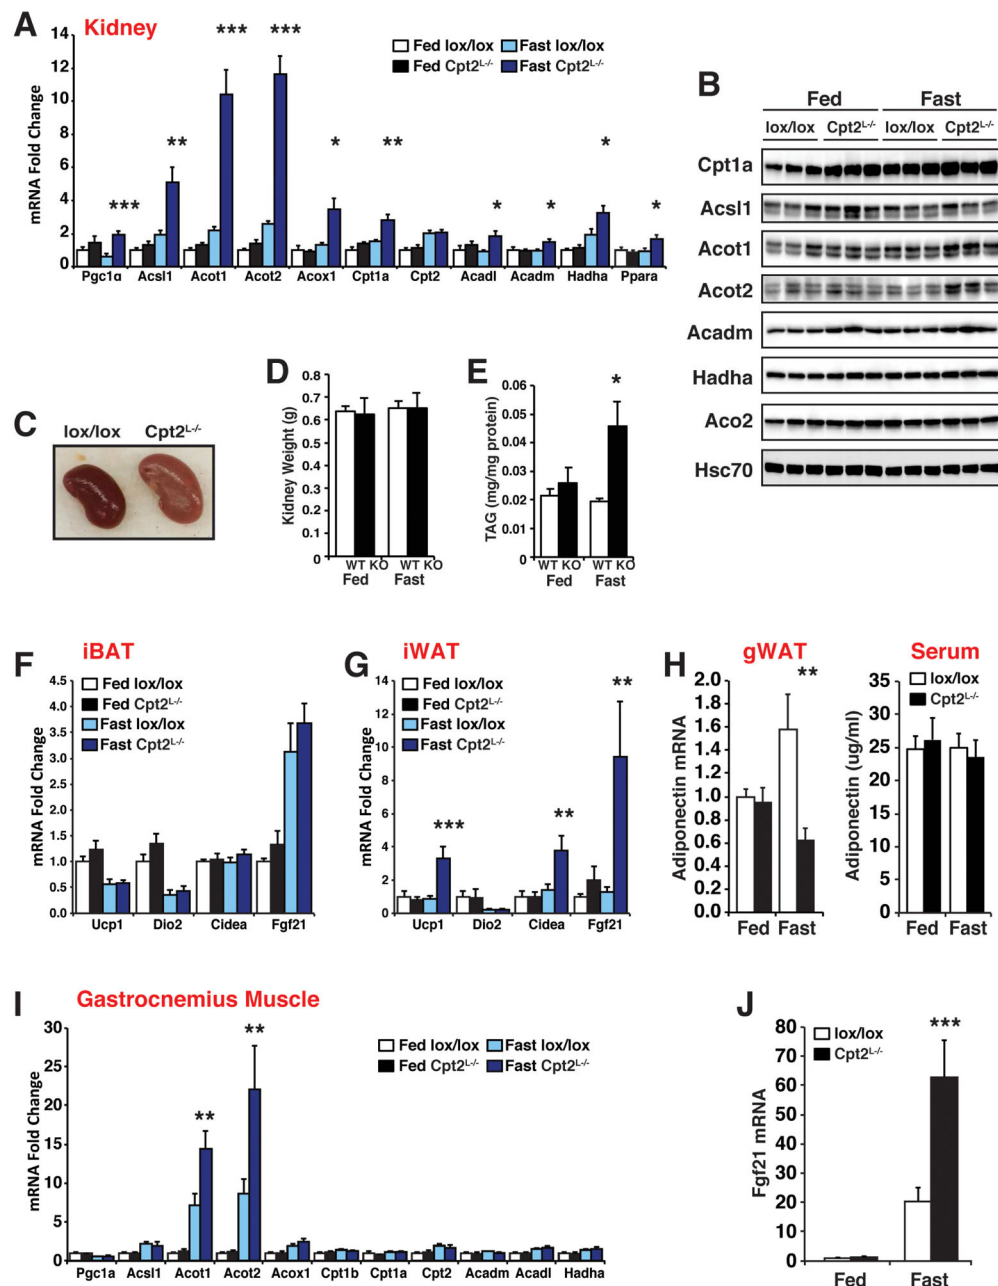 A
Kidney
mRNA Fold Change
14
12
10
8
6
4
2
0
Fed lox/lox
Fast lox/lox
Fed Cpt2L-/-
Fast Cpt2L-/-
***
**
***
***
*
**
*
*
*
*
Pgc1α Acsl1 Acot1 Acot2 Acox1 Cpt1a Cpt2 Acadl Acadm Hadha Ppara
B
Fed Fast
lox/lox Cpt2L-/- lox/lox Cpt2L-/-
Cpt1a
Acsl1
Acot1
Acot2
Acadm
Hadha
Aco2
Hsc70
C
lox/lox Cpt2L-/-
D
Kidney Weight (g)
0.8
0.7
0.6
0.5
0.4
0.3
0.2
0.1
0
WT KO WT KO
Fed Fast
E
TAG (mg/mg protein)
0.06
0.05
0.04
0.03
0.02
0.01
0
*
WT KO WT KO
Fed Fast
F
iBAT
mRNA Fold Change
4.5
4.0
3.5
3.0
2.5
2.0
1.5
1.0
0.5
0.0
Fed lox/lox
Fed Cpt2L-/-
Fast lox/lox
Fast Cpt2L-/-
Ucp1 Dio2 Cidea Fgf21
G
iWAT
mRNA Fold Change
14
12
10
8
6
4
2
0
Fed lox/lox
Fed Cpt2L-/-
Fast lox/lox
Fast Cpt2L-/-
***
**
**
Ucp1 Dio2 Cidea Fgf21
H
gWAT
Adiponectin mRNA
2.0
1.8
1.6
1.4
1.2
1.0
0.8
0.6
0.4
0.2
0.0
**
Fed Fast
Serum
Adiponectin (ug/ml)
35
30
25
20
15
10
5
0
lox/lox
Cpt2L-/-
Fed Fast
I
Gastrocnemius Muscle
mRNA Fold Change
30
25
20
15
10
5
0
Fed lox/lox
Fast lox/lox
Fed Cpt2L-/-
Fast Cpt2L-/-
**
**
Pgc1a Acsl1 Acot1 Acot2 Acox1 Cpt1b Cpt1a Cpt2 Acadm Acadl Hadha
J
Fgf21 mRNA
80
70
60
50
40
30
20
10
0
lox/lox
Cpt2L-/-
***
Fed Fast